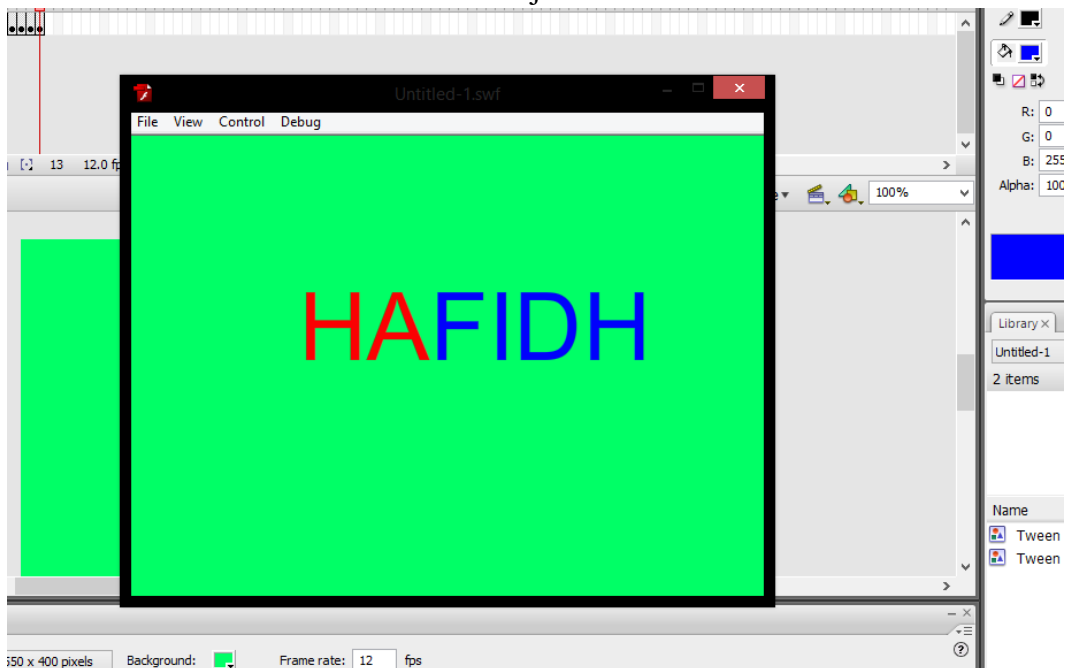 Untitled-1.swf
File View Control Debug
HAFIDH
13 12.0
100%
R: 0
G: 0
B: 255
Alpha: 100
Library
Untitled-1
2 items
Name
Tween
Tween
550 x 400 pixels Background: Frame rate: 12 fps